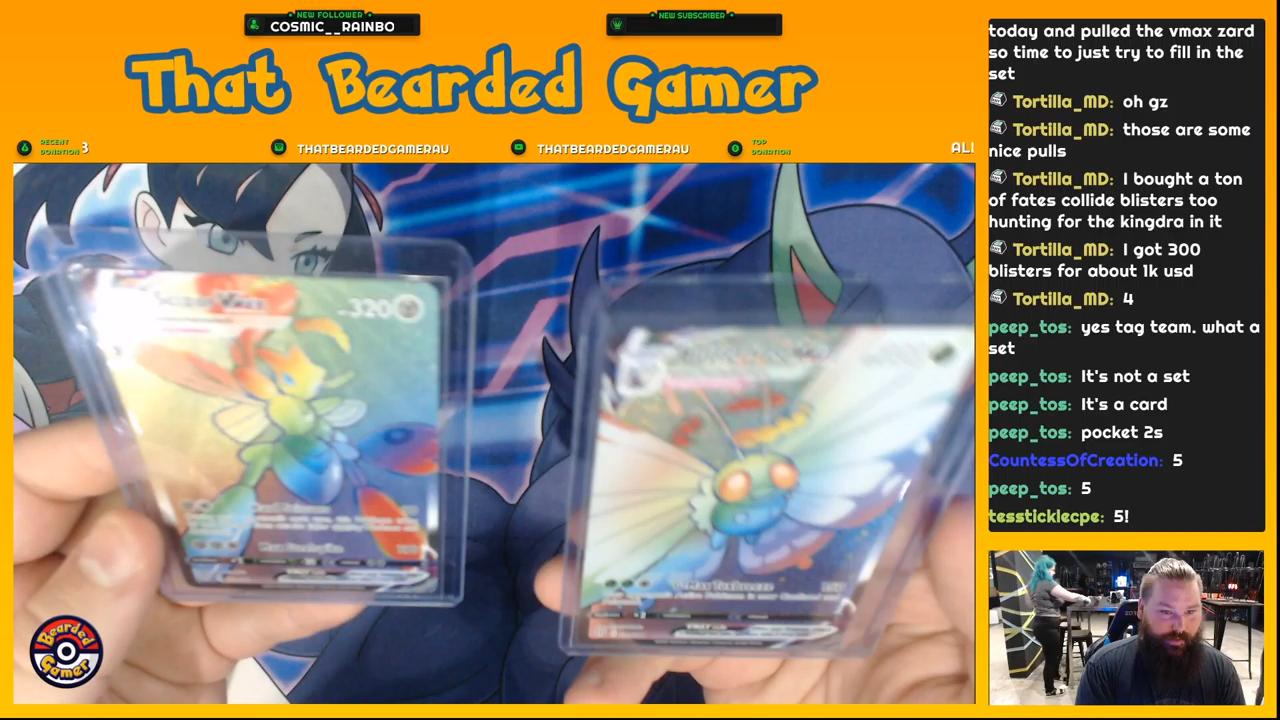 NEW FOLLOWER
COSMIC__RAINBO
NEW SUBSCRIBER
That Bearded Gamer
RECENT DONATION 3
THATBEARDEDGAMERAU
THATBEARDEDGAMERAU
TOP DONATION
ALL
320
G-Max
Bearded Gamer
today and pulled the vmax zard
so time to just try to fill in the
set
Tortilla_MD: oh gz
Tortilla_MD: those are some
nice pulls
Tortilla_MD: I bought a ton
of fates collide blisters too
hunting for the kingdra in it
Tortilla_MD: I got 300
blisters for about 1k usd
Tortilla_MD: 4
peep_tos: yes tag team. what a
set
peep_tos: It's not a set
peep_tos: It's a card
peep_tos: pocket 2s
CountessOfCreation: 5
peep_tos: 5
tessticklecpe: 5!